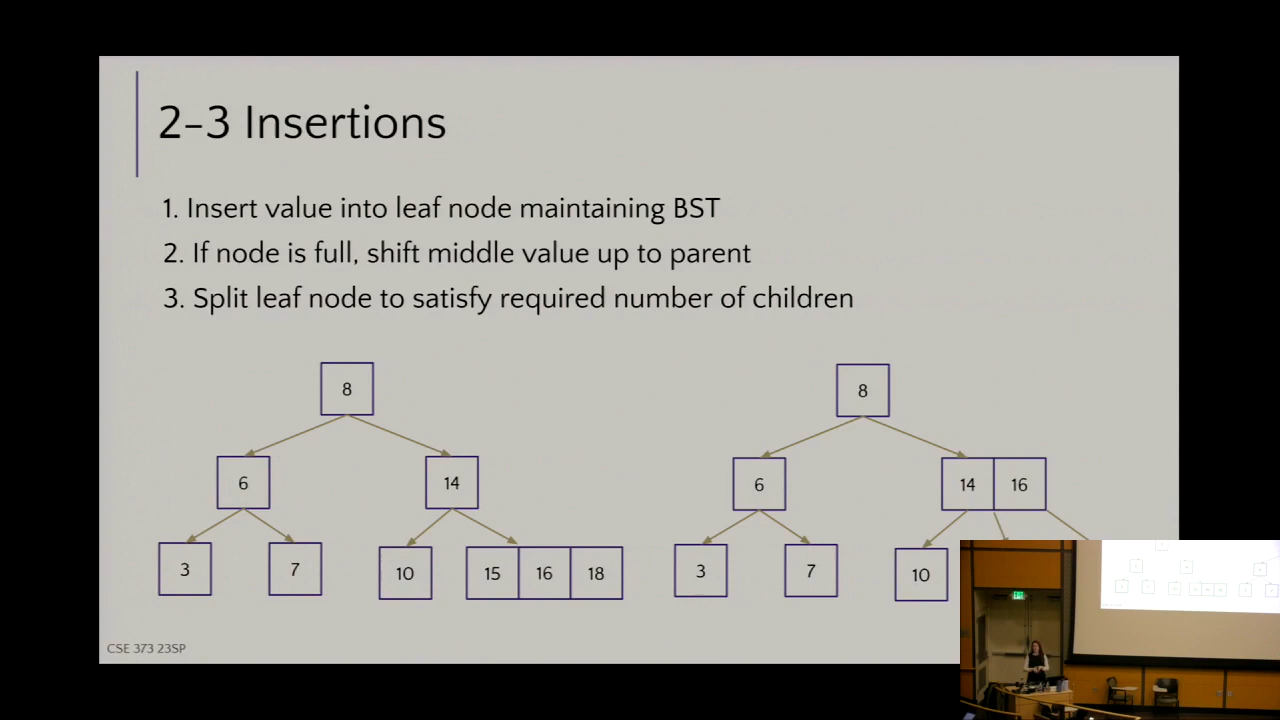 2–3 Insertions
1. Insert value into leaf node maintaining BST
2. If node is full, shift middle value up to parent
3. Split leaf node to satisfy required number of children
8
8
6
14
6
14 16
3
7
10
15 16 18
3
7
10
CSE 373 23SP